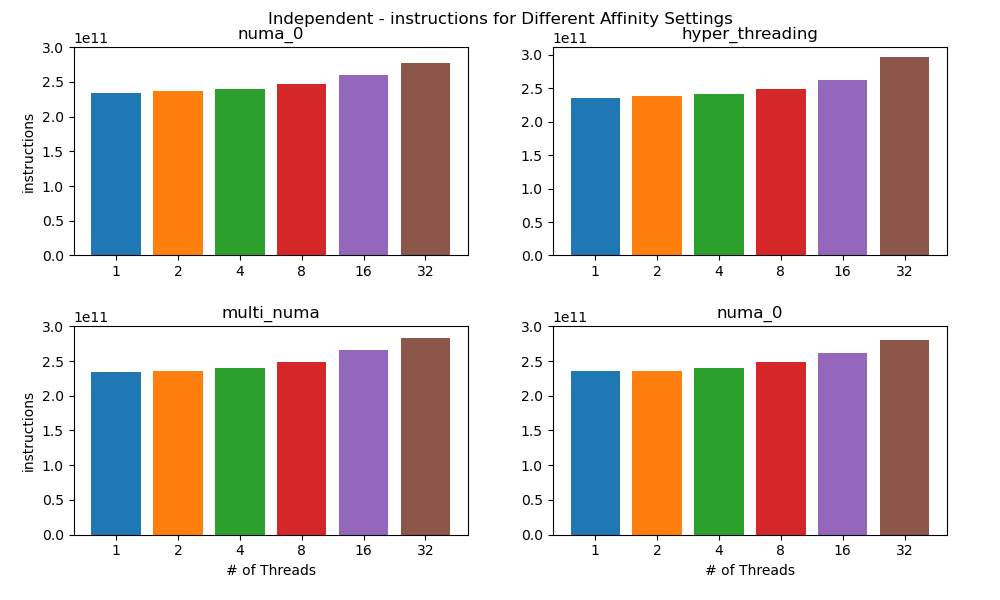 Independent - instructions for Different Affinity Settings
numa_0
1e11
3.0
2.5
2.0
1.5
1.0
0.5
0.0
instructions
1 2 4 8 16 32
hyper_threading
1e11
3.0
2.5
2.0
1.5
1.0
0.5
0.0
1 2 4 8 16 32
multi_numa
1e11
3.0
2.5
2.0
1.5
1.0
0.5
0.0
instructions
1 2 4 8 16 32
# of Threads
numa_0
1e11
3.0
2.5
2.0
1.5
1.0
0.5
0.0
1 2 4 8 16 32
# of Threads